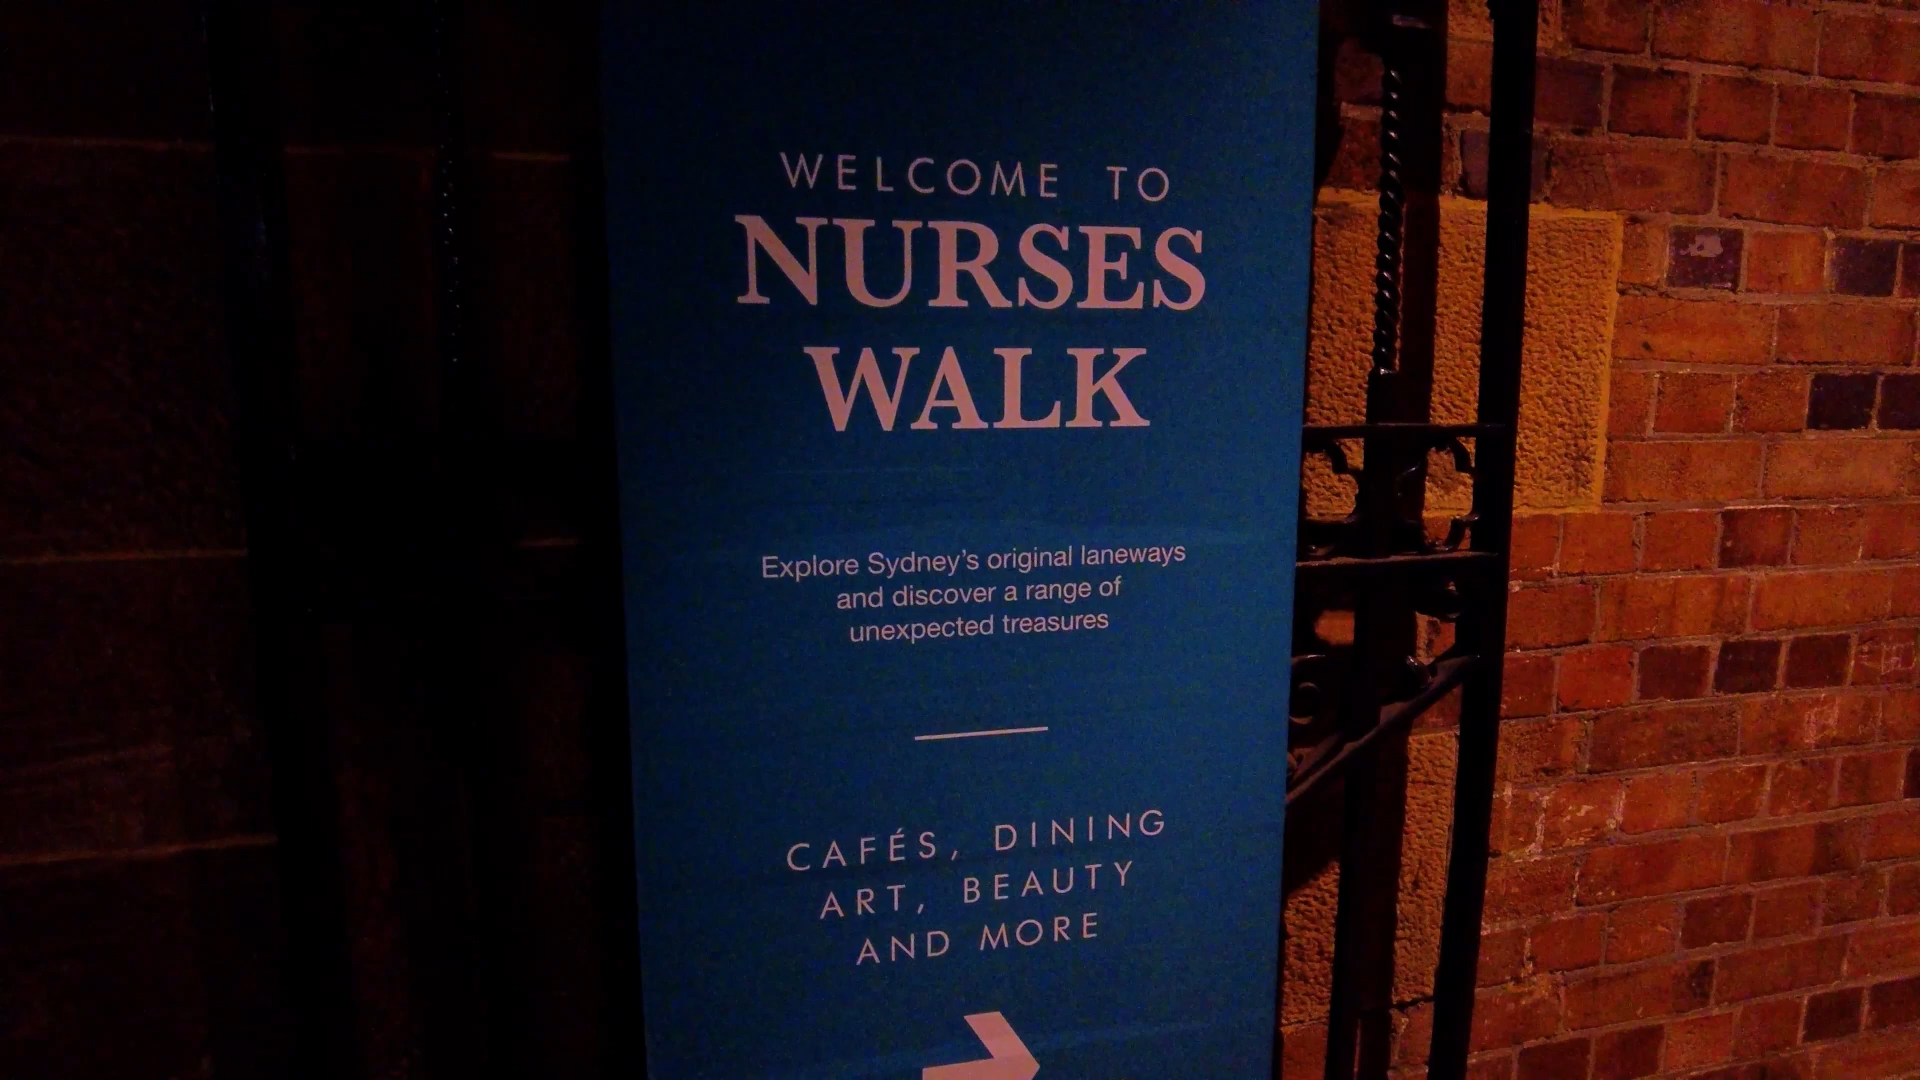 WELCOME TO
NURSES
WALK
Explore Sydney's original laneways
and discover a range of
unexpected treasures
CAFÉS, DINING
ART, BEAUTY
AND MORE